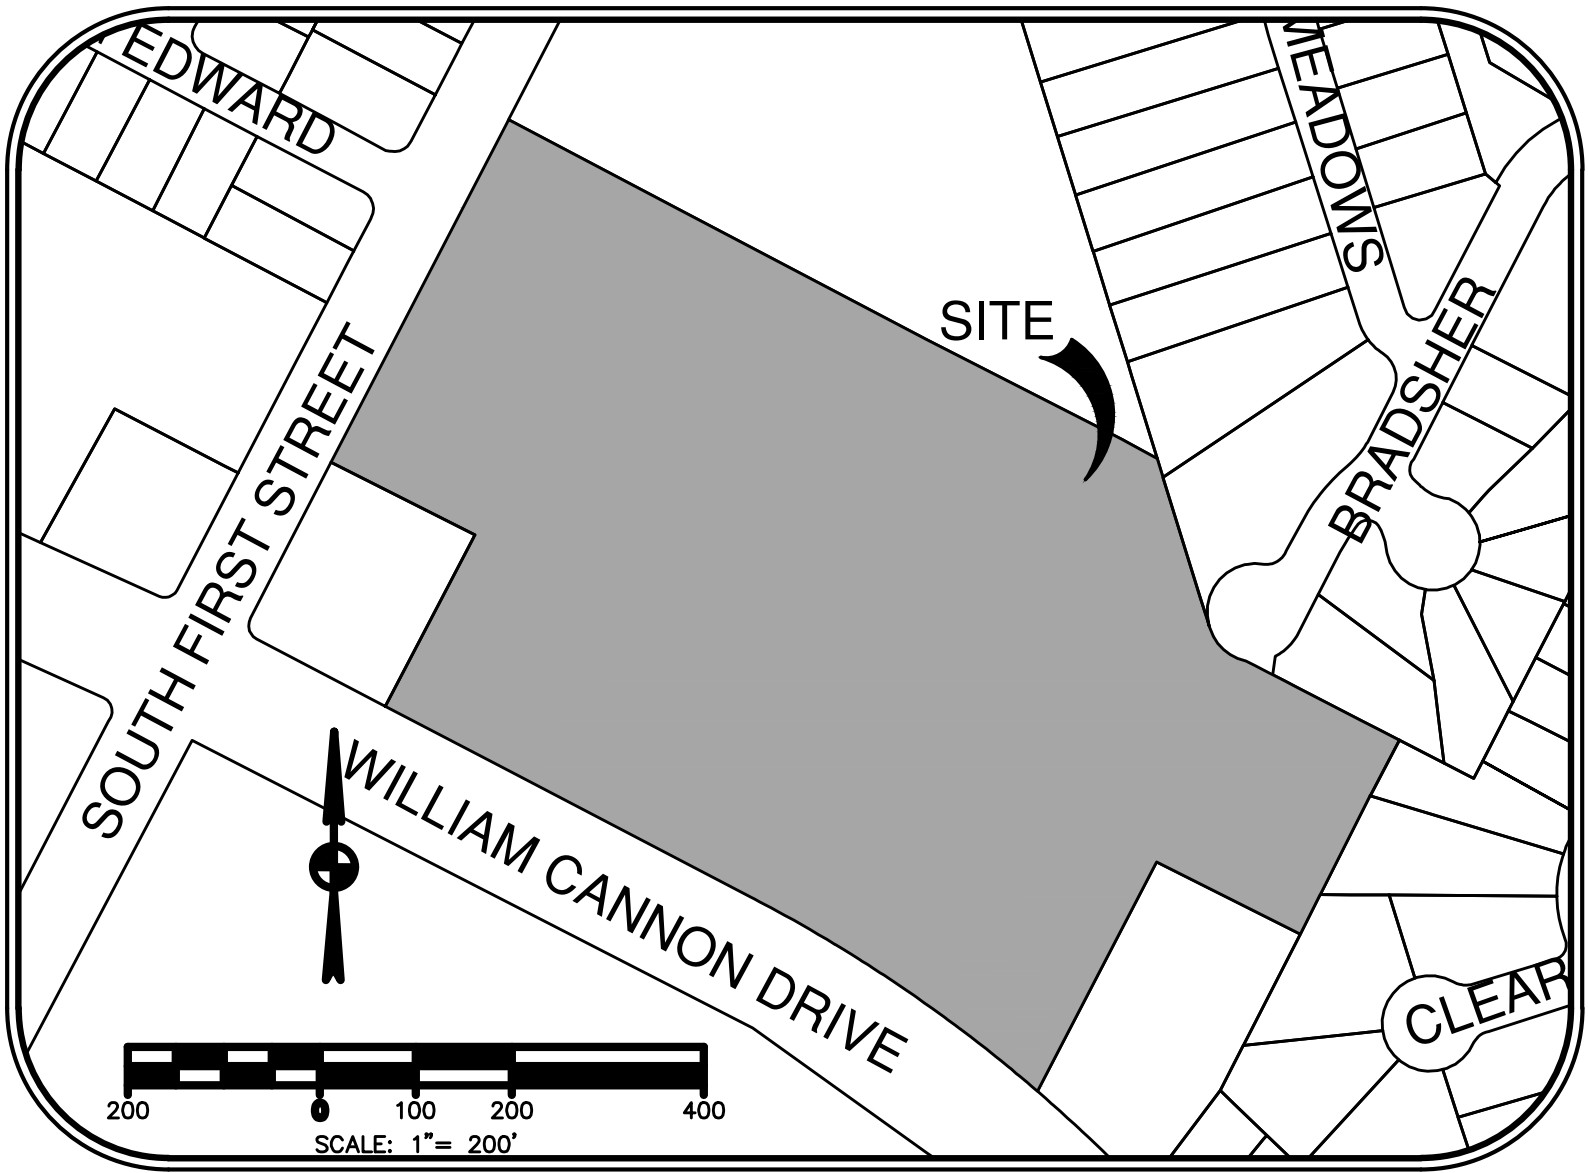 EDWARD
MEADOWS
SITE
BRADSHER
SOUTH FIRST STREET
WILLIAM CANNON DRIVE
CLEAR
200 0 100 200 400
SCALE: 1"= 200'